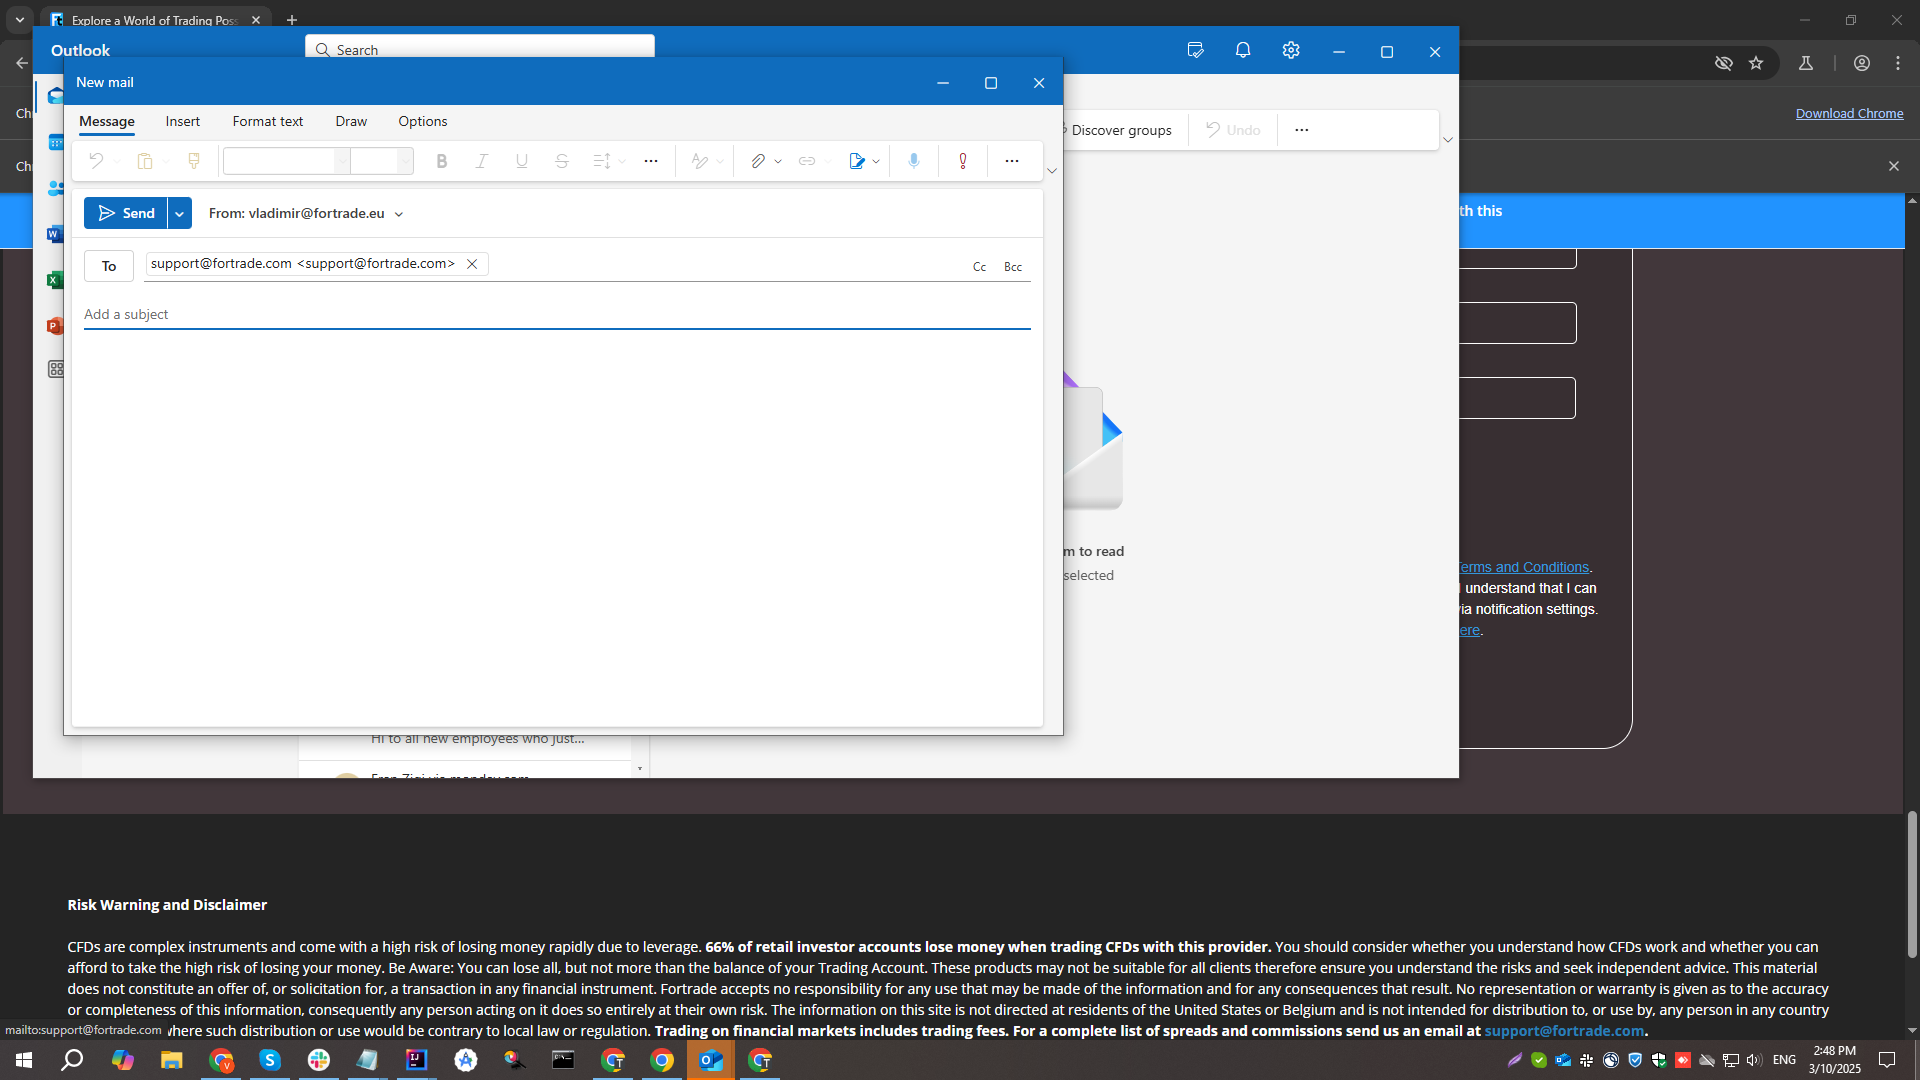 Explore a World of Trading Pos
Outlook
Search
New mail
Message
Insert
Format text
Draw
Options
Discover groups
Undo
Download Chrome
Ch
Ch
Send
From: vladimir@fortrade.eu
th this
To
support@fortrade.com <support@fortrade.com>
Cc
Bcc
Add a subject
m to read
selected
Terms and Conditions.
I understand that I can
via notification settings.
ere.
Hi to all new employees who just...
Eran Zigi via monday.com
Risk Warning and Disclaimer
CFDs are complex instruments and come with a high risk of losing money rapidly due to leverage. 66% of retail investor accounts lose money when trading CFDs with this provider. You should consider whether you understand how CFDs work and whether you can
afford to take the high risk of losing your money. Be Aware: You can lose all, but not more than the balance of your Trading Account. These products may not be suitable for all clients therefore ensure you understand the risks and seek independent advice. This material
does not constitute an offer of, or solicitation for, a transaction in any financial instrument. Fortrade accepts no responsibility for any use that may be made of the information and for any consequences that result. No representation or warranty is given as to the accuracy
or completeness of this information, consequently any person acting on it does so entirely at their own risk. The information on this site is not directed at residents of the United States or Belgium and is not intended for distribution to, or use by, any person in any country
mailto:support@fortrade.com
where such distribution or use would be contrary to local law or regulation. Trading on financial markets includes trading fees. For a complete list of spreads and commissions send us an email at support@fortrade.com.
ENG
2:48 PM
3/10/2025